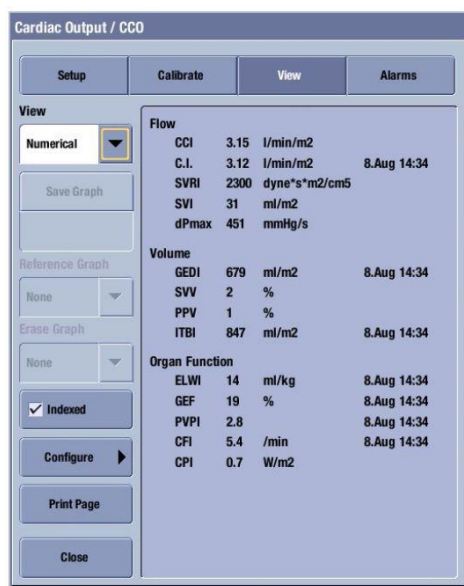 Cardiac Output / CCO
Setup Calibrate View Alarms
View
Numerical
Save Graph
Reference Graph
None
Erase Graph
None
Indexed
Configure
Print Page
Close
Flow
CCI 3.15 l/min/m2
C.I. 3.12 l/min/m2 8.Aug 14:34
SVRI 2300 dyne*s*m2/cm5
SVI 31 ml/m2
dPmax 451 mmHg/s
Volume
GEDI 679 ml/m2 8.Aug 14:34
SVV 2 %
PPV 1 %
ITBI 847 ml/m2 8.Aug 14:34
Organ Function
ELWI 14 ml/kg 8.Aug 14:34
GEF 19 % 8.Aug 14:34
PVPI 2.8 8.Aug 14:34
CFI 5.4 /min 8.Aug 14:34
CPI 0.7 W/m2